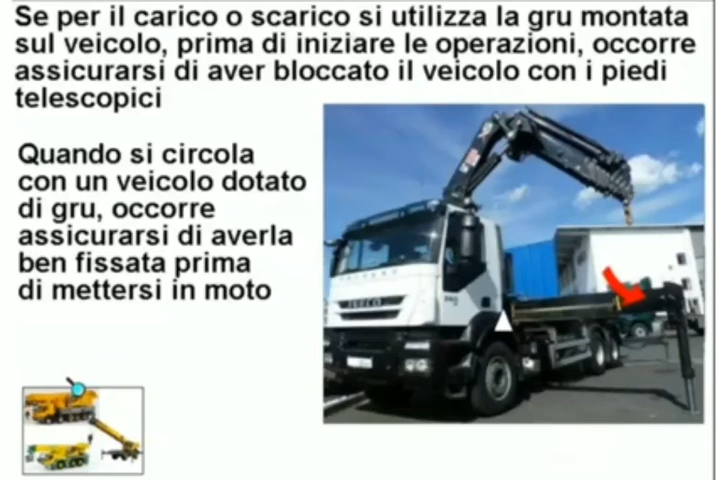 Se per il carico o scarico si utilizza la gru montata
sul veicolo, prima di iniziare le operazioni, occorre
assicurarsi di aver bloccato il veicolo con i piedi
telescopici
Quando si circola
con un veicolo dotato
di gru, occorre
assicurarsi di averla
ben fissata prima
di mettersi in moto
IVECO